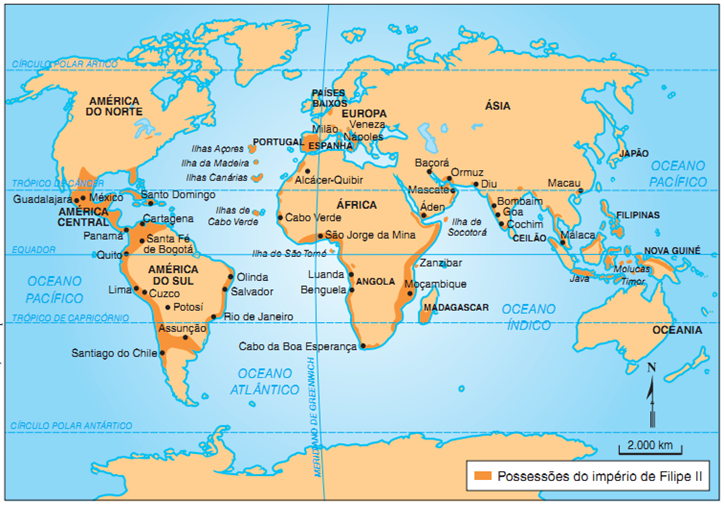 CÍRCULO POLAR ÁRTICO
AMÉRICA
DO NORTE
PAÍSES
BAIXOS
EUROPA
ÁSIA
Milão
Veneza
Nápoles
Ilhas Açores
PORTUGAL
ESPANHA
Ilha da Madeira
Ilhas Canárias
Alcácer-Quibir
Baçorá
Ormuz
JAPÃO
OCEANO
PACÍFICO
TRÓPICO DE CÂNCER
Guadalajara
México
Santo Domingo
Mascate
Diu
Macau
AMÉRICA
CENTRAL
Ilhas de
Cabo Verde
Cabo Verde
ÁFRICA
Áden
Bombaim
Goa
Cochim
FILIPINAS
Cartagena
Panamá
Santa Fé
de Bogotá
São Jorge da Mina
Ilha de
Socotorá
CEILÃO
Málaca
EQUADOR
Quito
Ilha de São Tomé
Zanzibar
NOVA GUINÉ
Molucas
Java
Timor
OCEANO
PACÍFICO
AMÉRICA
DO SUL
Olinda
Salvador
Luanda
Benguela
ANGOLA
Moçambique
MADAGASCAR
Lima
Cuzco
Potosí
OCEANO
ÍNDICO
TRÓPICO DE CAPRICÓRNIO
Rio de Janeiro
Assunção
OCEANIA
Santiago do Chile
Cabo da Boa Esperança
OCEANO
ATLÂNTICO
MERIDIANO DE GREENWICH
N
CÍRCULO POLAR ANTÁRTICO
2.000 km
Possessões do império de Filipe II